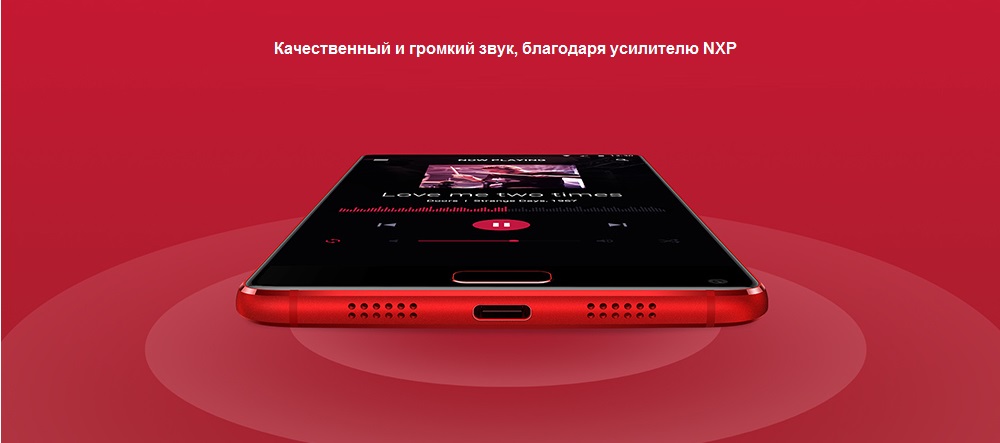 Качественный и громкий звук, благодаря усилителю NXP
NOW PLAYING
Love me two times
Doors I Strange Days, 1967